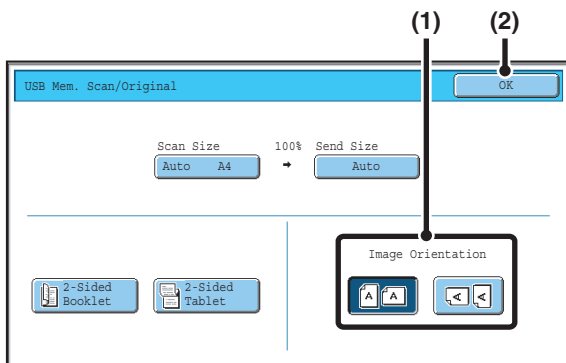 (1) (2)
USB Mem. Scan/Original OK
Scan Size 100% Send Size
Auto A4 → Auto
Image Orientation
2-Sided
Booklet
2-Sided
Tablet
A A A A